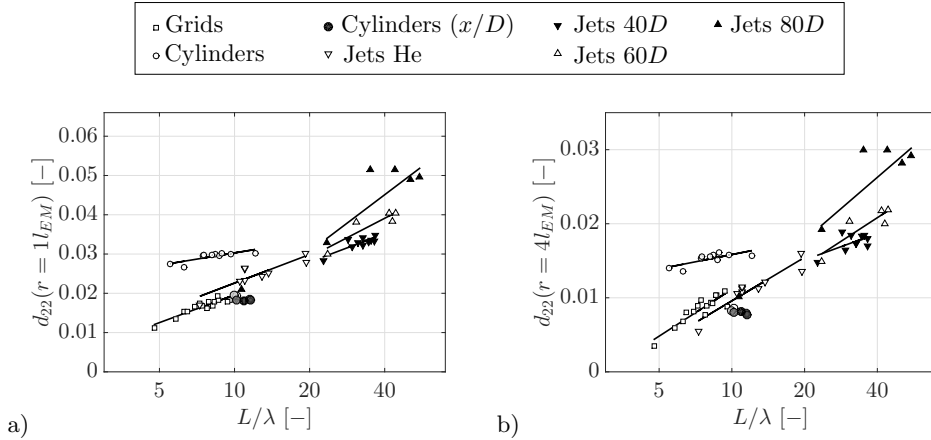 Grids
Cylinders (x/D)
Jets 40D
Jets 80D
Cylinders
Jets He
Jets 60D
a)
d₂₂(r = 1l_EM) [−]
0.06
0.05
0.04
0.03
0.02
0.01
0
5 10 20 40
L/λ [−]
b)
d₂₂(r = 4l_EM) [−]
0.03
0.02
0.01
0
5 10 20 40
L/λ [−]